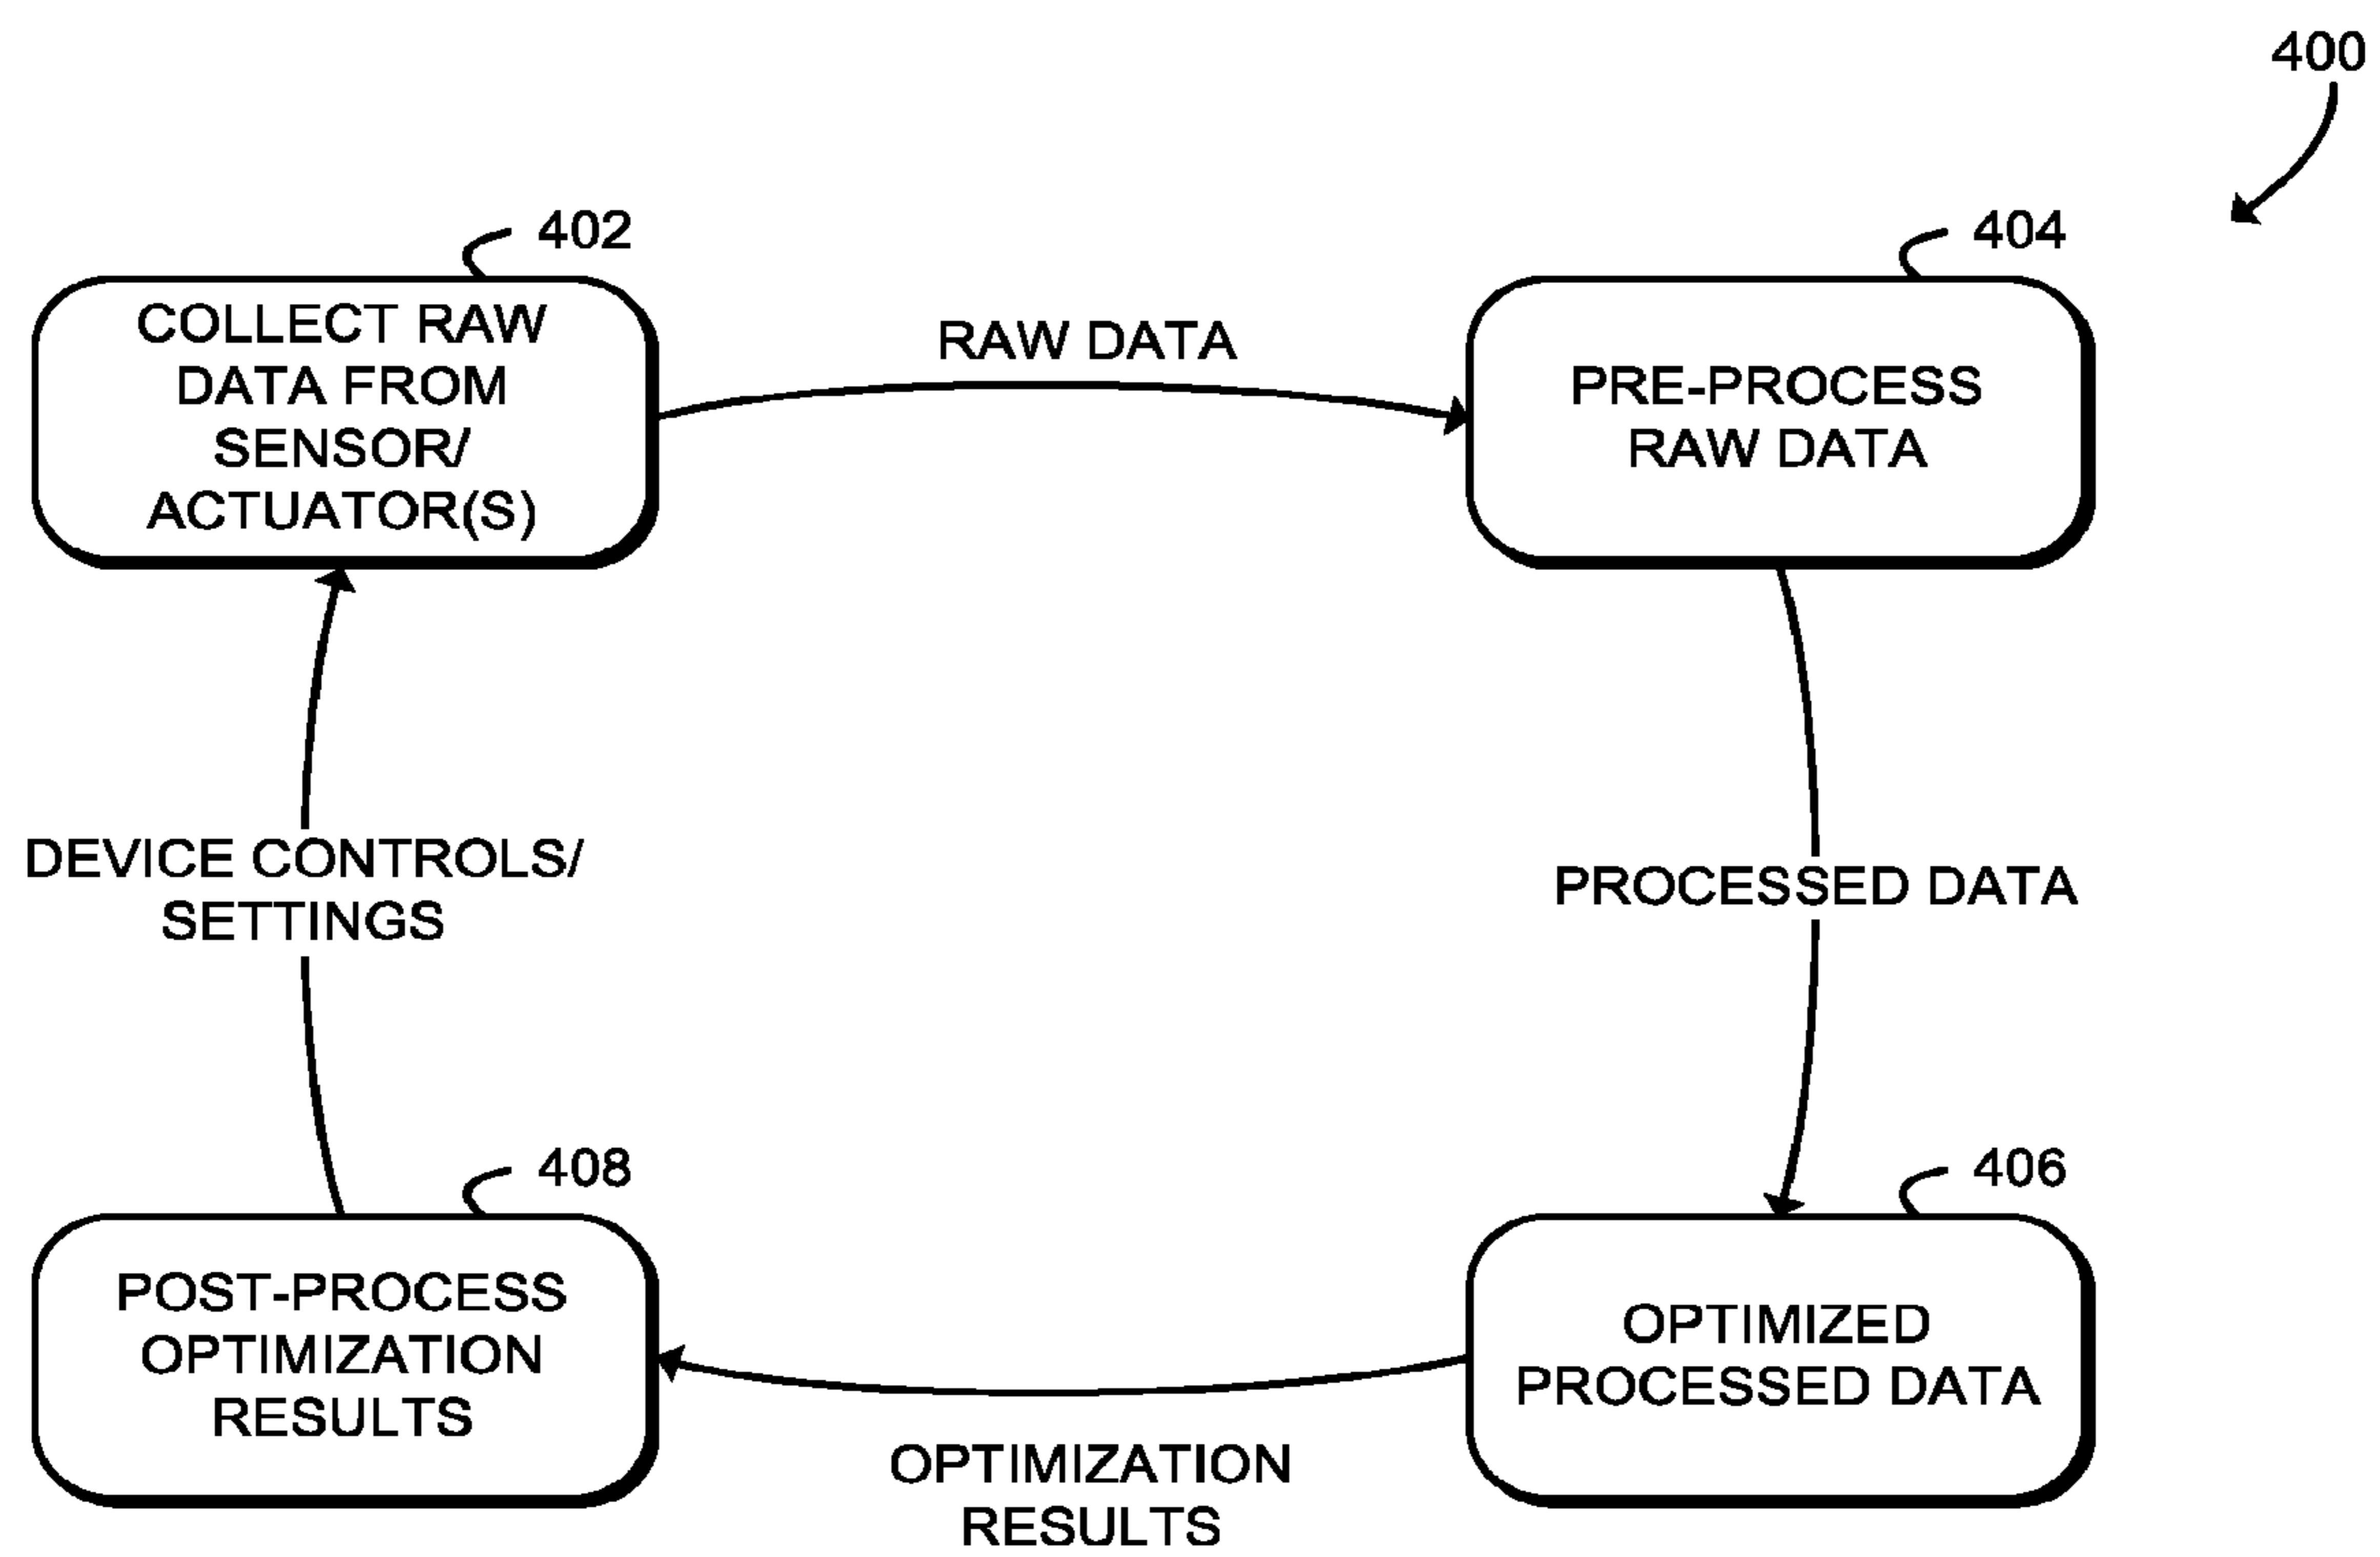 400
402
COLLECT RAW
DATA FROM
SENSOR/
ACTUATOR(S)
RAW DATA
404
PRE-PROCESS
RAW DATA
DEVICE CONTROLS/
SETTINGS
PROCESSED DATA
408
POST-PROCESS
OPTIMIZATION
RESULTS
406
OPTIMIZED
PROCESSED DATA
OPTIMIZATION
RESULTS